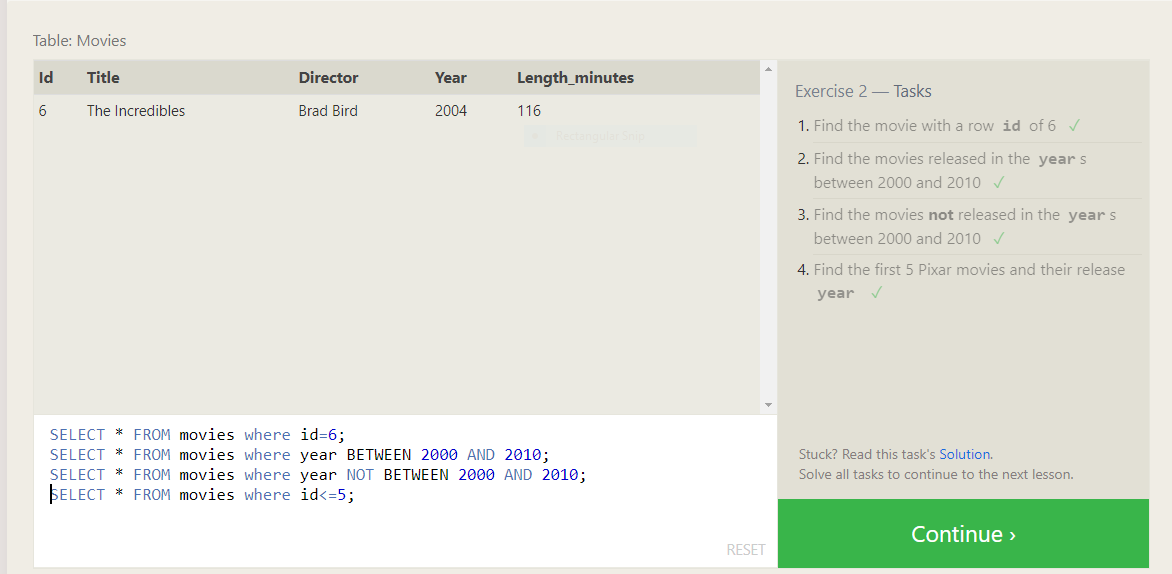 Table: Movies
Id Title Director Year Length_minutes
6 The Incredibles Brad Bird 2004 116
Rectangular Snip
SELECT * FROM movies where id=6;
SELECT * FROM movies where year BETWEEN 2000 AND 2010;
SELECT * FROM movies where year NOT BETWEEN 2000 AND 2010;
SELECT * FROM movies where id<=5;
RESET
Exercise 2 — Tasks
1. Find the movie with a row id of 6 ✓
2. Find the movies released in the year s
between 2000 and 2010 ✓
3. Find the movies not released in the year s
between 2000 and 2010 ✓
4. Find the first 5 Pixar movies and their release
year ✓
Stuck? Read this task's Solution.
Solve all tasks to continue to the next lesson.
Continue ›